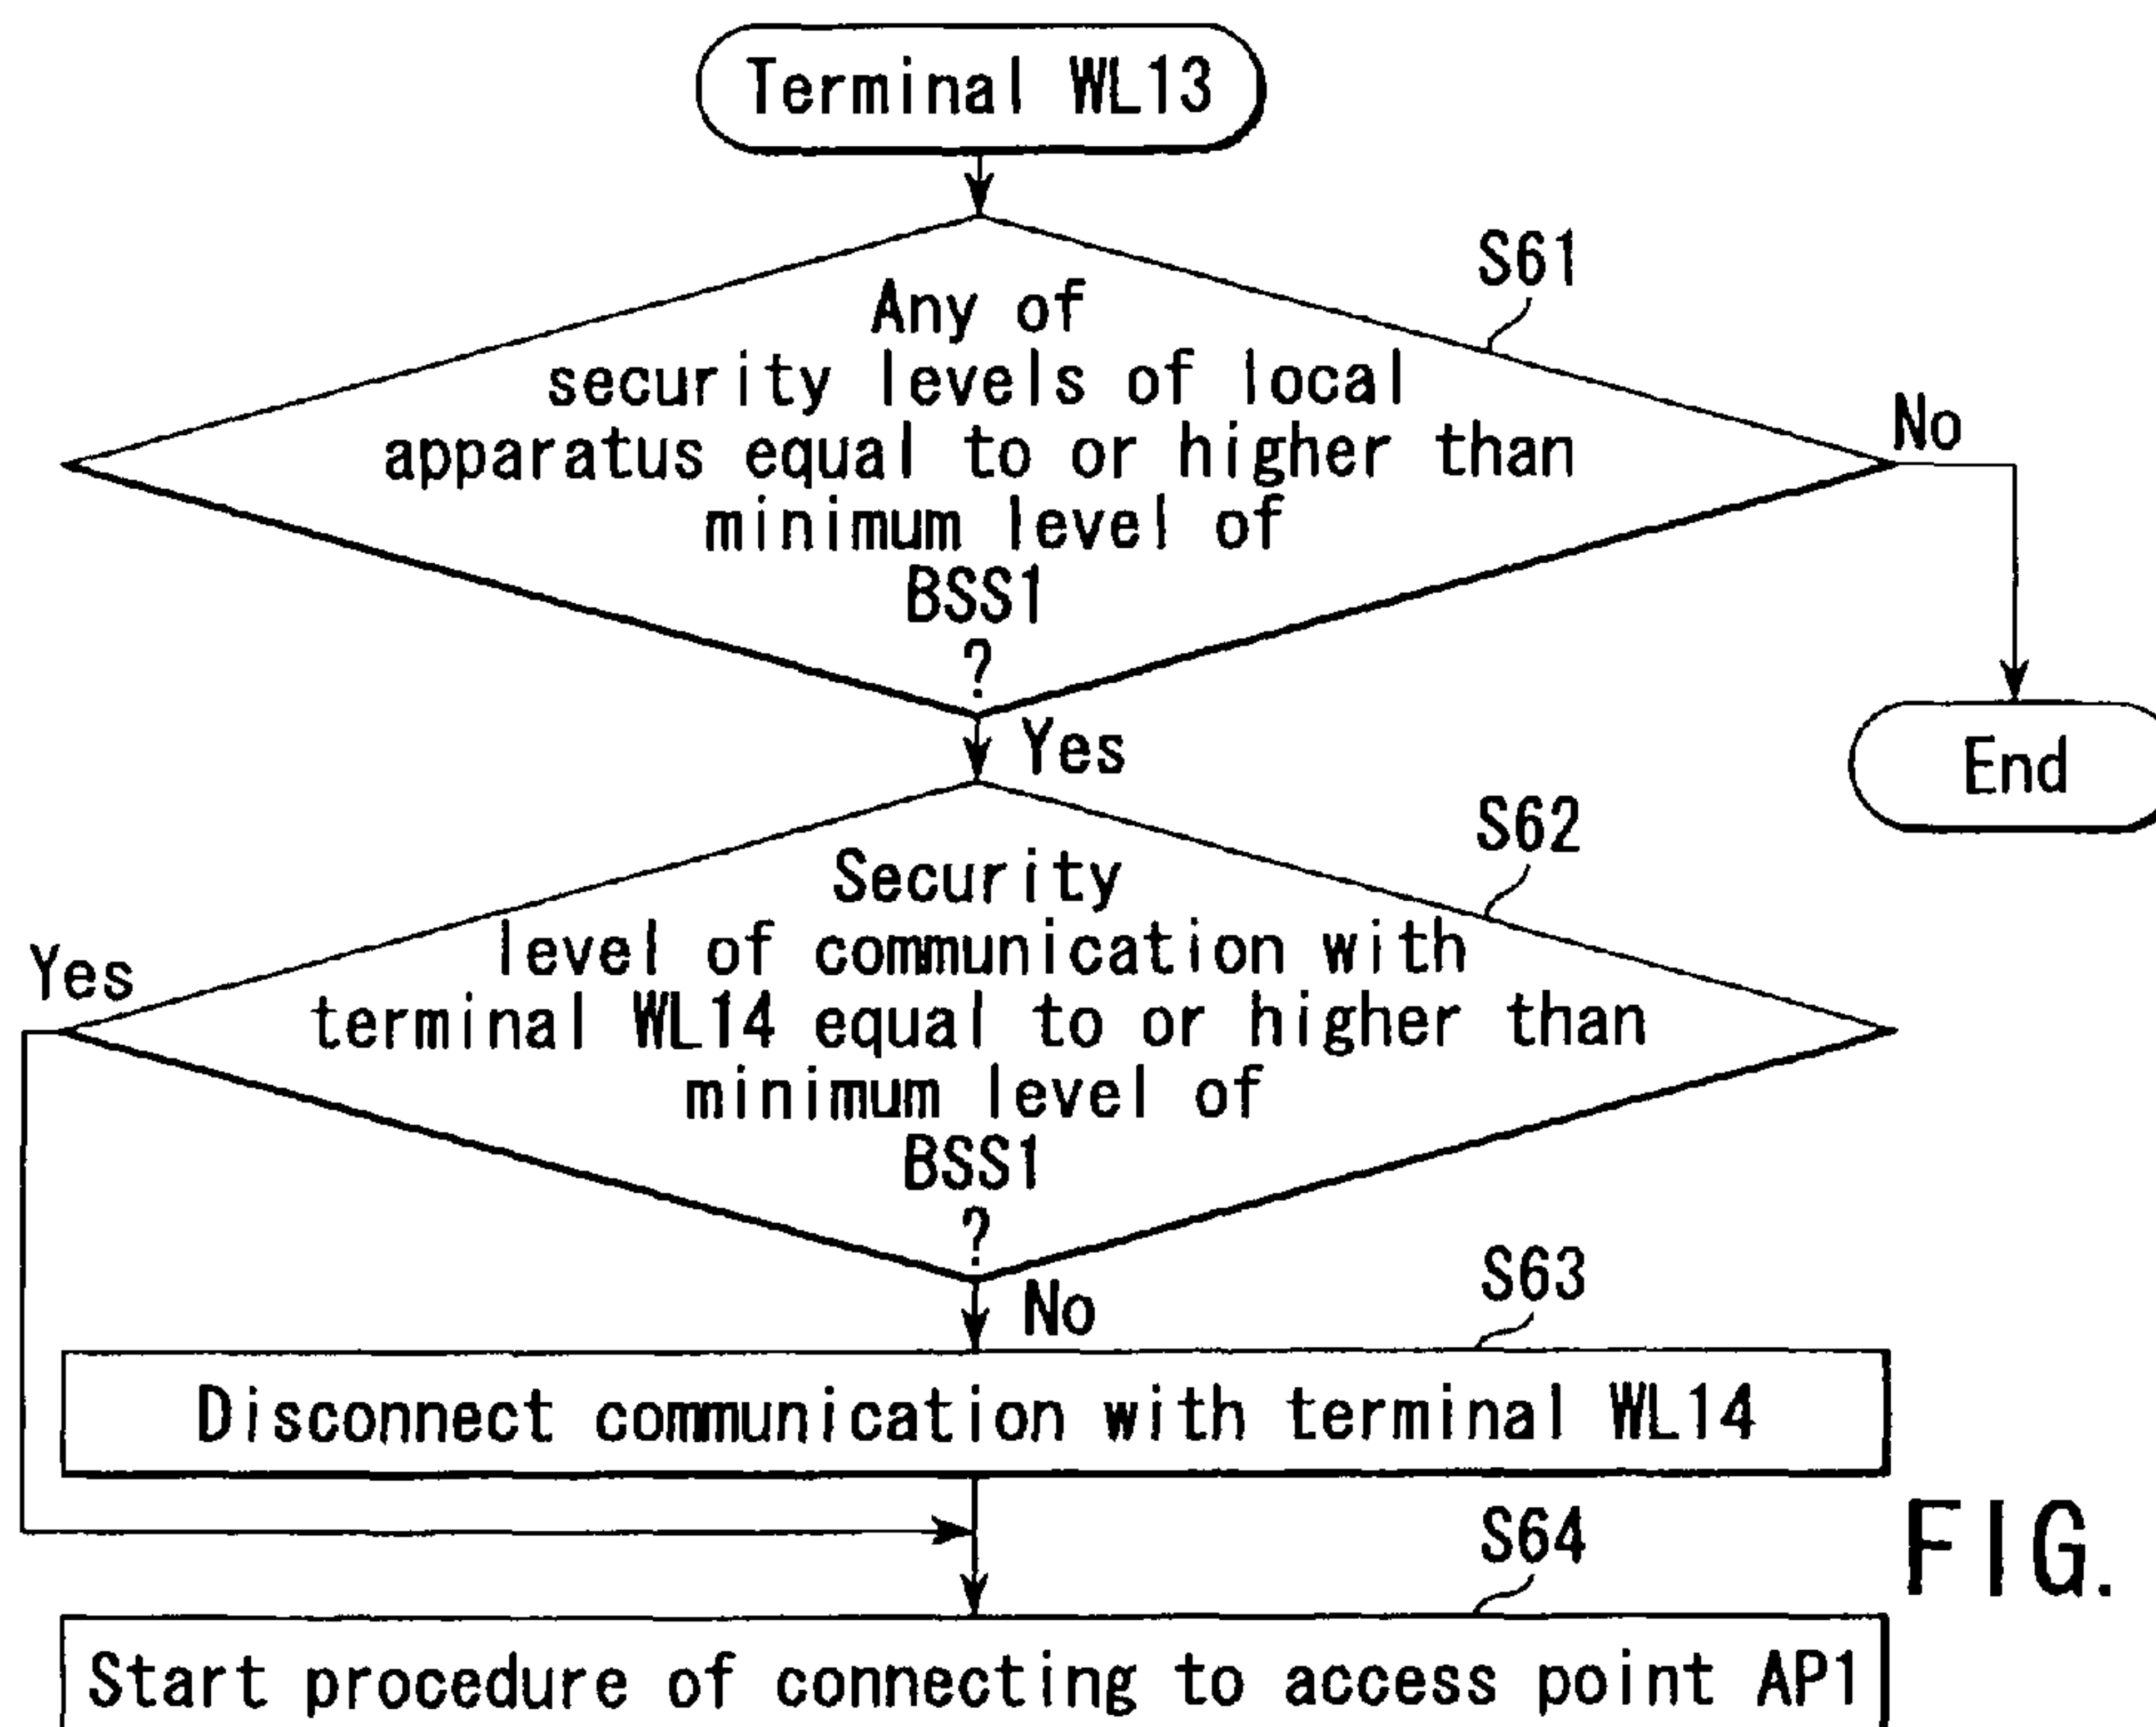 Terminal WL13
S61
Any of
security levels of local
apparatus equal to or higher than
minimum level of
BSS1
?
No
Yes
End
S62
Security
level of communication with
terminal WL14 equal to or higher than
minimum level of
BSS1
?
Yes
No
S63
Disconnect communication with terminal WL14
S64
FIG.
Start procedure of connecting to access point AP1